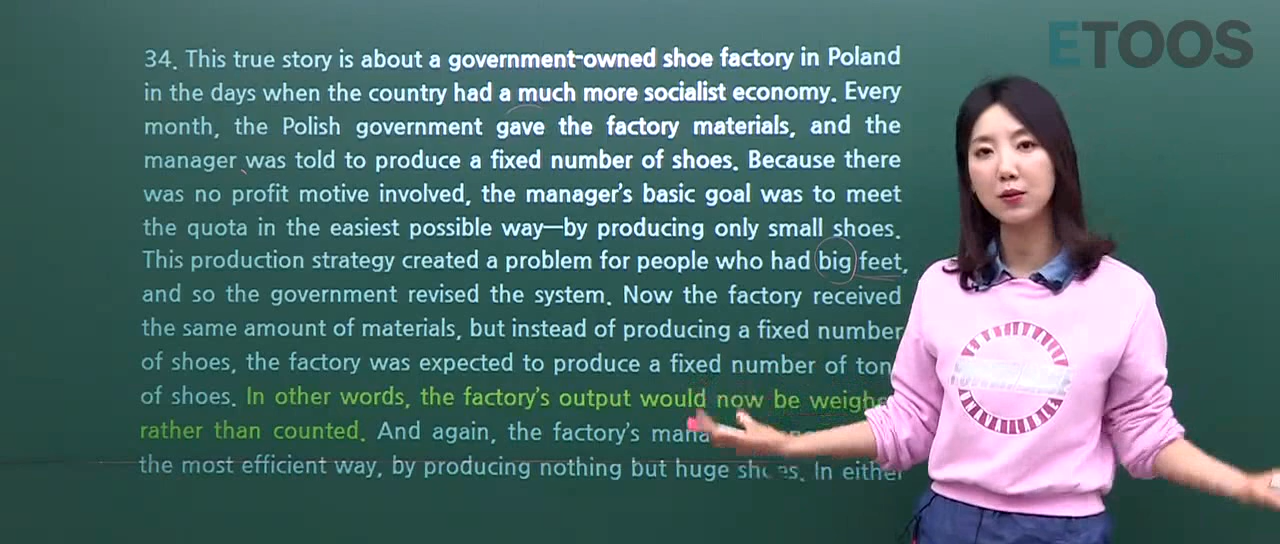 ETOOS
34. This true story is about a government-owned shoe factory in Poland
in the days when the country had a much more socialist economy. Every
month, the Polish government gave the factory materials, and the
manager was told to produce a fixed number of shoes. Because there
was no profit motive involved, the manager's basic goal was to meet
the quota in the easiest possible way—by producing only small shoes.
This production strategy created a problem for people who had big feet,
and so the government revised the system. Now the factory received
the same amount of materials, but instead of producing a fixed number
of shoes, the factory was expected to produce a fixed number of ton
of shoes. In other words, the factory's output would now be weighe
rather than counted. And again, the factory's mana
the most efficient way, by producing nothing but huge shoes. In either